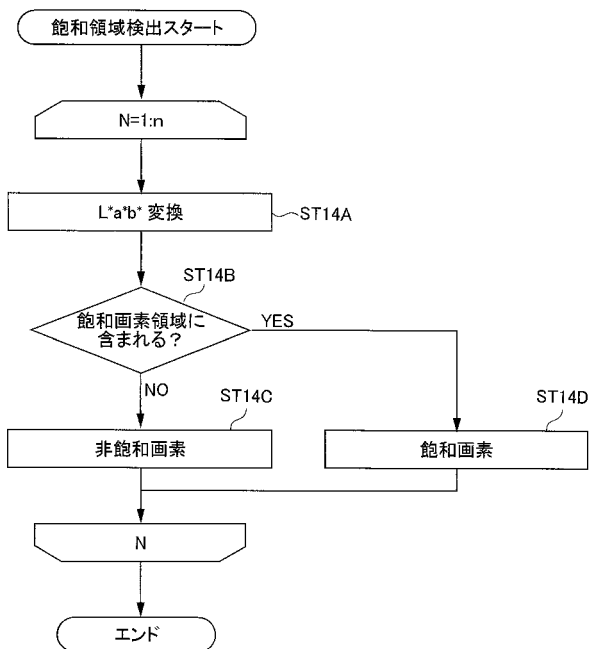 飽和領域検出スタート
N=1:n
L*a*b* 変換
ST14A
ST14B
飽和画素領域に
含まれる？
YES
NO
ST14C
ST14D
非飽和画素
飽和画素
N
エンド